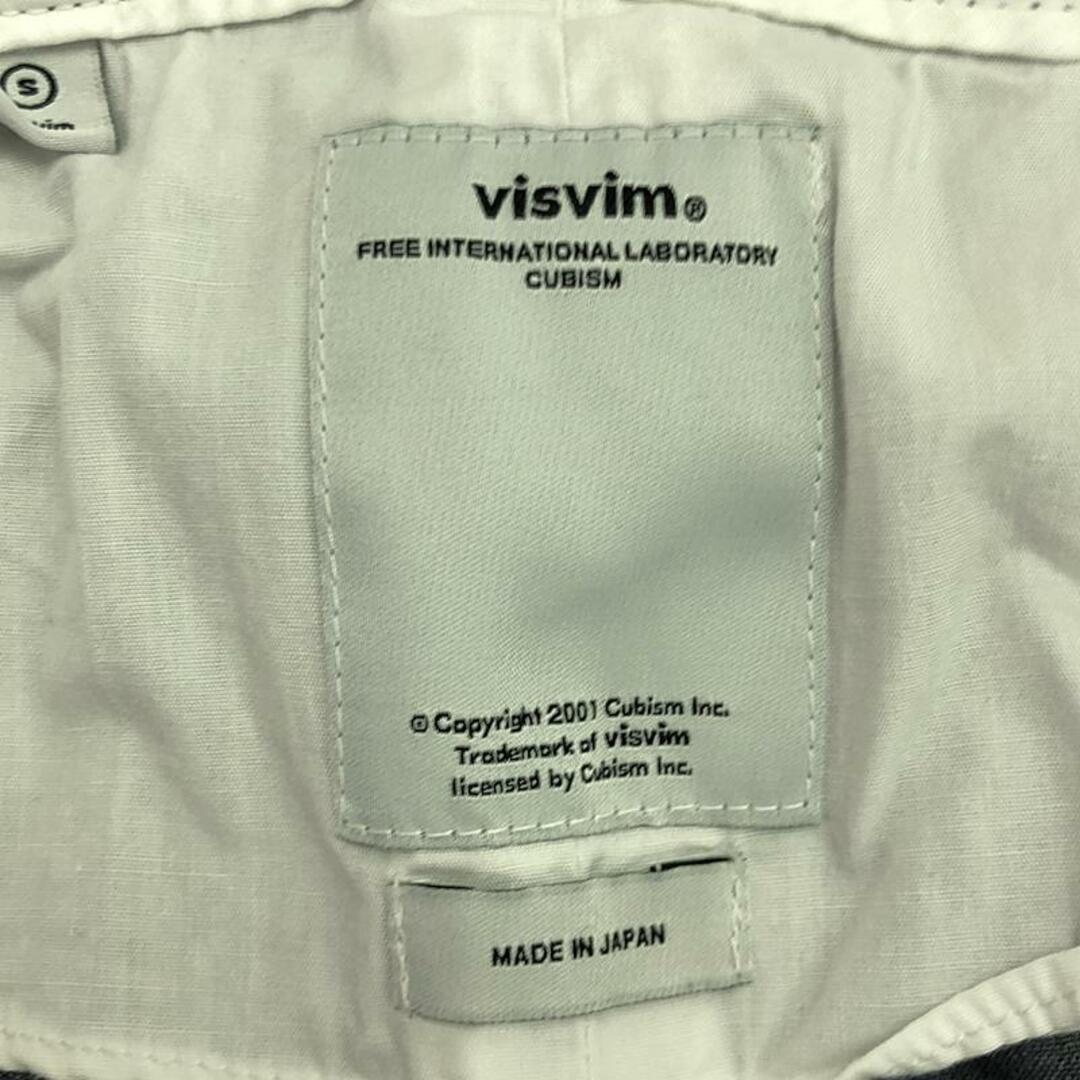 S
visvim®
FREE INTERNATIONAL LABORATORY
CUBISM
© Copyright 2001 Cubism Inc.
Trademark of visvim
licensed by Cubism Inc.
MADE IN JAPAN